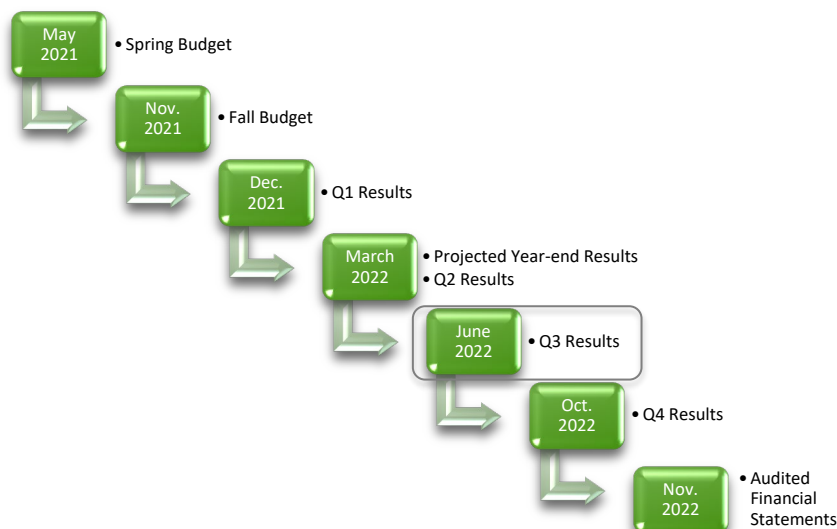 May
2021
• Spring Budget
Nov.
2021
• Fall Budget
Dec.
2021
• Q1 Results
March
2022
• Projected Year-end Results
• Q2 Results
June
2022
• Q3 Results
Oct.
2022
• Q4 Results
Nov.
2022
• Audited
Financial
Statements